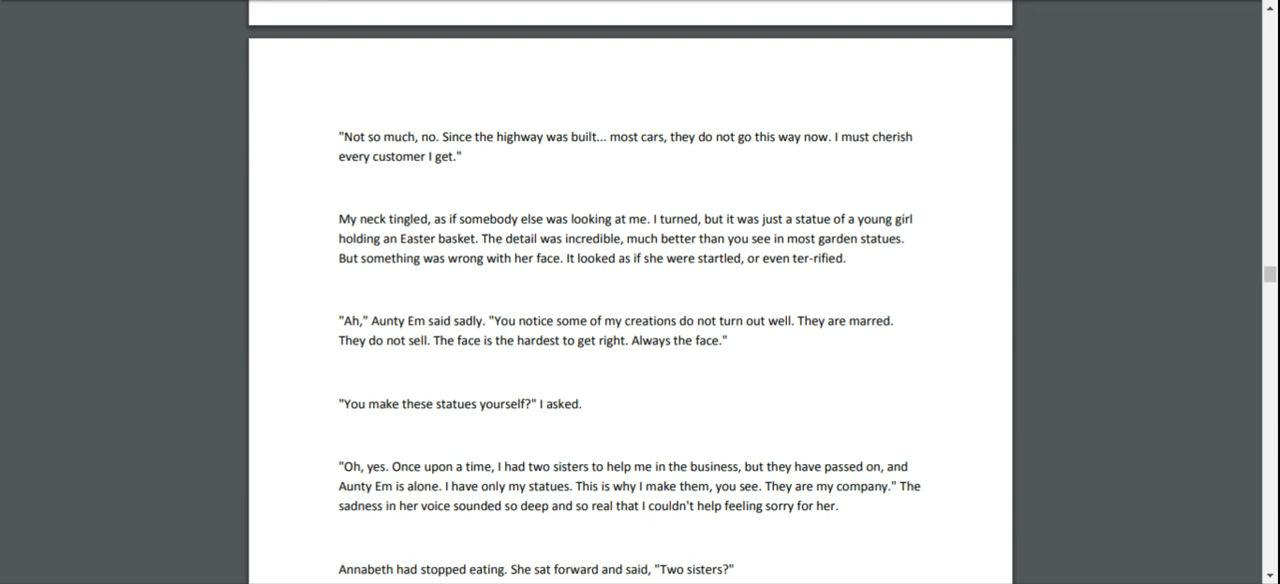 "Not so much, no. Since the highway was built... most cars, they do not go this way now. I must cherish
every customer I get."
My neck tingled, as if somebody else was looking at me. I turned, but it was just a statue of a young girl
holding an Easter basket. The detail was incredible, much better than you see in most garden statues.
But something was wrong with her face. It looked as if she were startled, or even ter-rified.
"Ah," Aunty Em said sadly. "You notice some of my creations do not turn out well. They are marred.
They do not sell. The face is the hardest to get right. Always the face."
"You make these statues yourself?" I asked.
"Oh, yes. Once upon a time, I had two sisters to help me in the business, but they have passed on, and
Aunty Em is alone. I have only my statues. This is why I make them, you see. They are my company." The
sadness in her voice sounded so deep and so real that I couldn't help feeling sorry for her.
Annabeth had stopped eating. She sat forward and said, "Two sisters?"